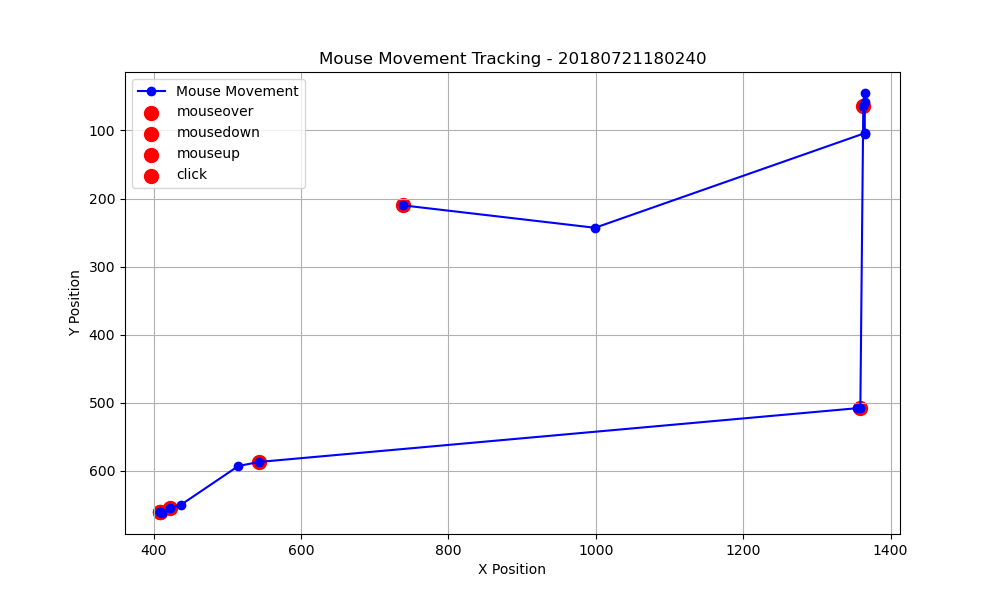 Mouse Movement Tracking - 20180721180240
Mouse Movement
mouseover
mousedown
mouseup
click
100
200
300
400
500
600
Y Position
400
600
800
1000
1200
1400
X Position